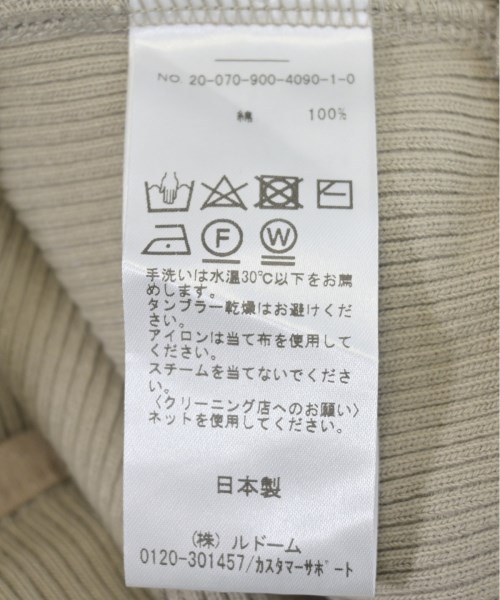 NO. 20-070-900-4090-1-0
綿 100%
F W
手洗いは水温30℃以下をお薦
めします。
タンブラー乾燥はお避けくだ
さい。
アイロンは当て布を使用して
ください。
スチームを当てないでくださ
い。
〈クリーニング店へのお願い〉
ネットを使用してください。
日本製
(株) ルドーム
0120-301457/カスタマーサポート